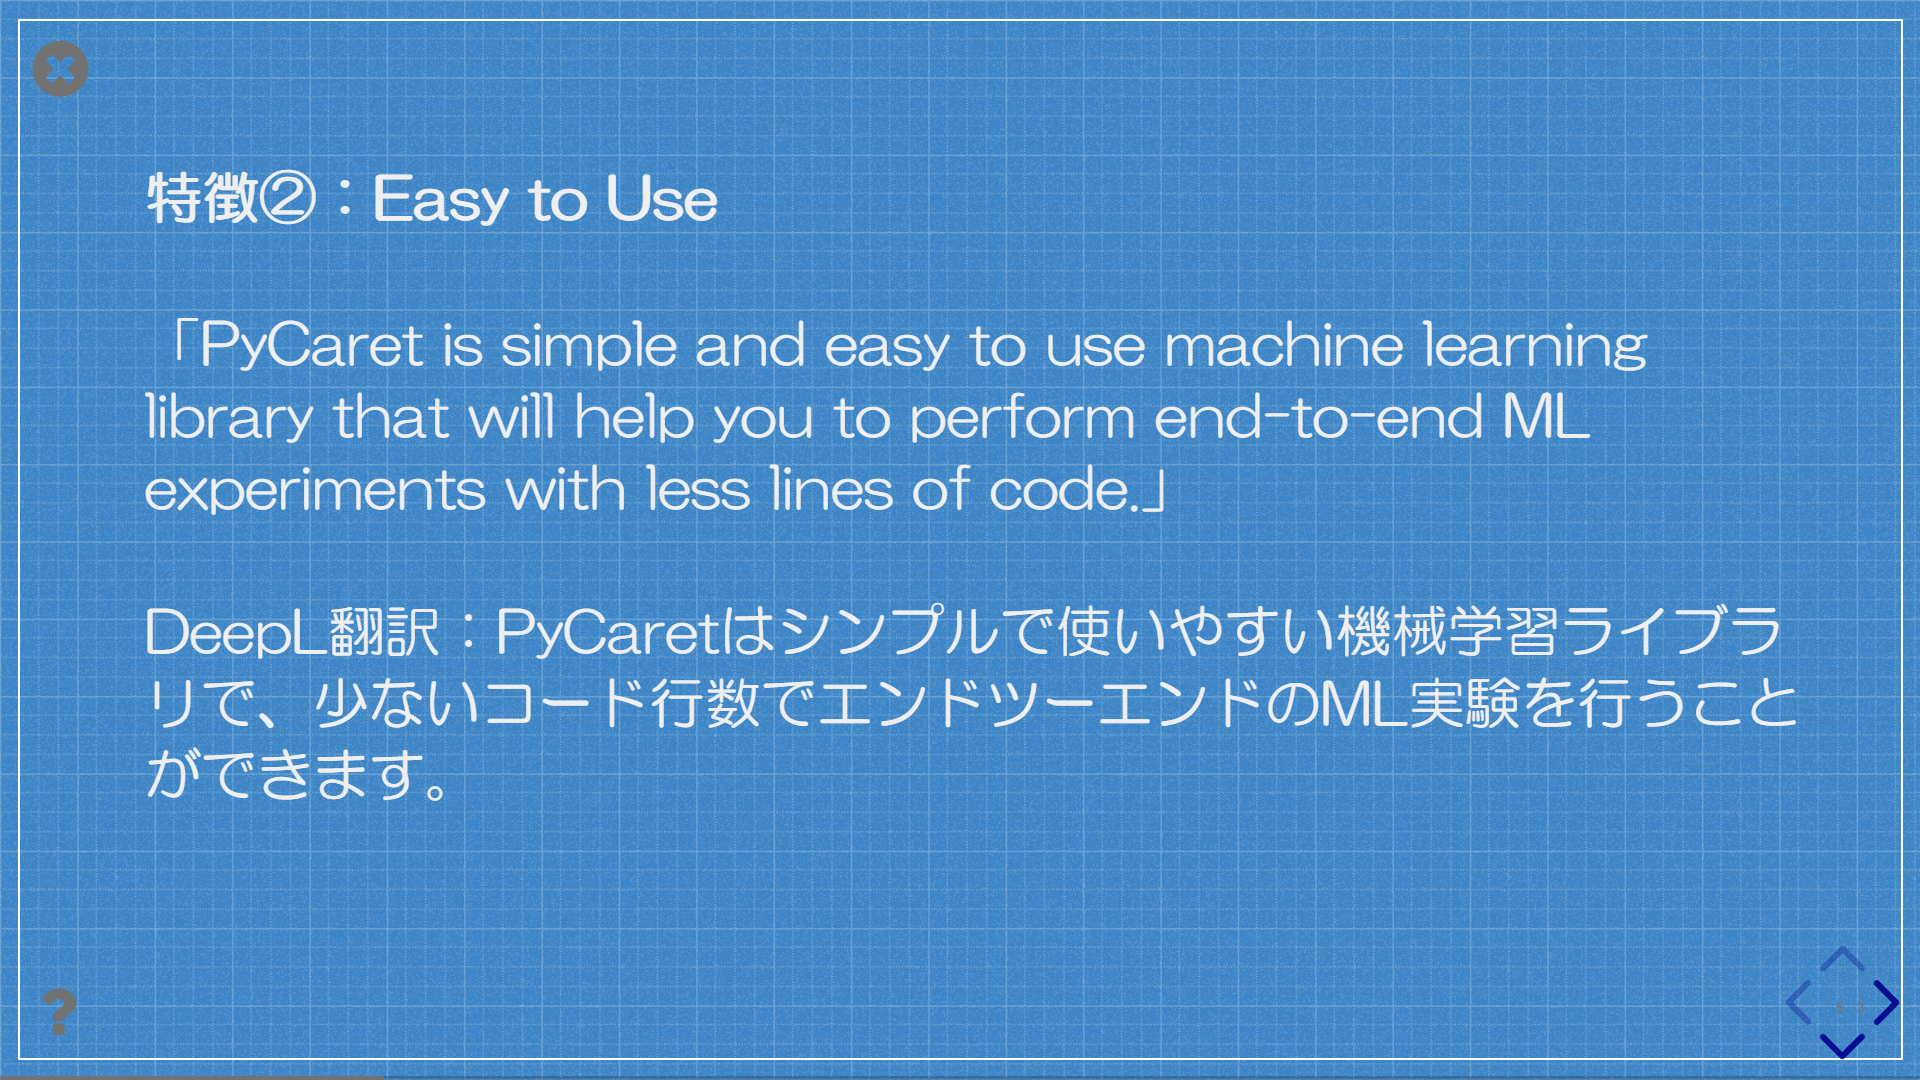 特徴②：Easy to Use
「PyCaret is simple and easy to use machine learning
library that will help you to perform end-to-end ML
experiments with less lines of code.」
DeepL翻訳：PyCaretはシンプルで使いやすい機械学習ライブラ
リで、少ないコード行数でエンドツーエンドのML実験を行うこと
ができます。
?